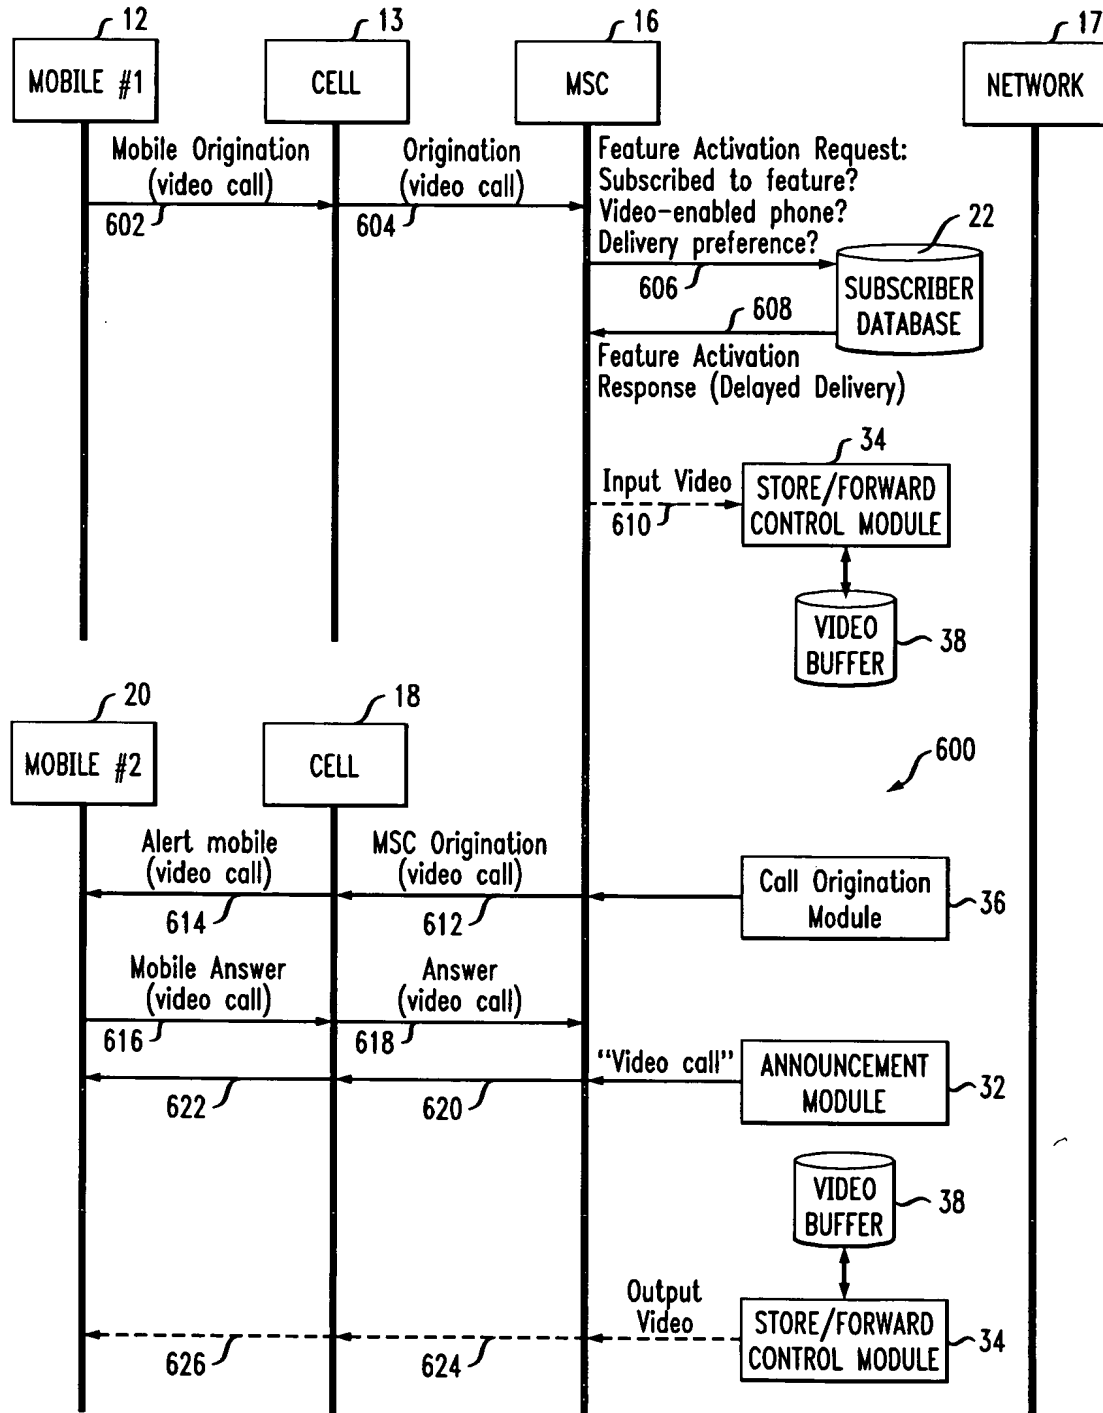 12
13
16
17
MOBILE #1
CELL
MSC
NETWORK
Mobile Origination
(video call)
602
Origination
(video call)
604
Feature Activation Request:
Subscribed to feature?
Video-enabled phone?
Delivery preference?
606
22
SUBSCRIBER
DATABASE
608
Feature Activation
Response (Delayed Delivery)
34
Input Video
610
STORE/FORWARD
CONTROL MODULE
VIDEO
BUFFER
38
20
18
MOBILE #2
CELL
600
Alert mobile
(video call)
614
MSC Origination
(video call)
612
Call Origination
Module
36
Mobile Answer
(video call)
616
Answer
(video call)
618
"Video call"
622
620
ANNOUNCEMENT
MODULE
32
VIDEO
BUFFER
38
Output
Video
626
624
STORE/FORWARD
CONTROL MODULE
34